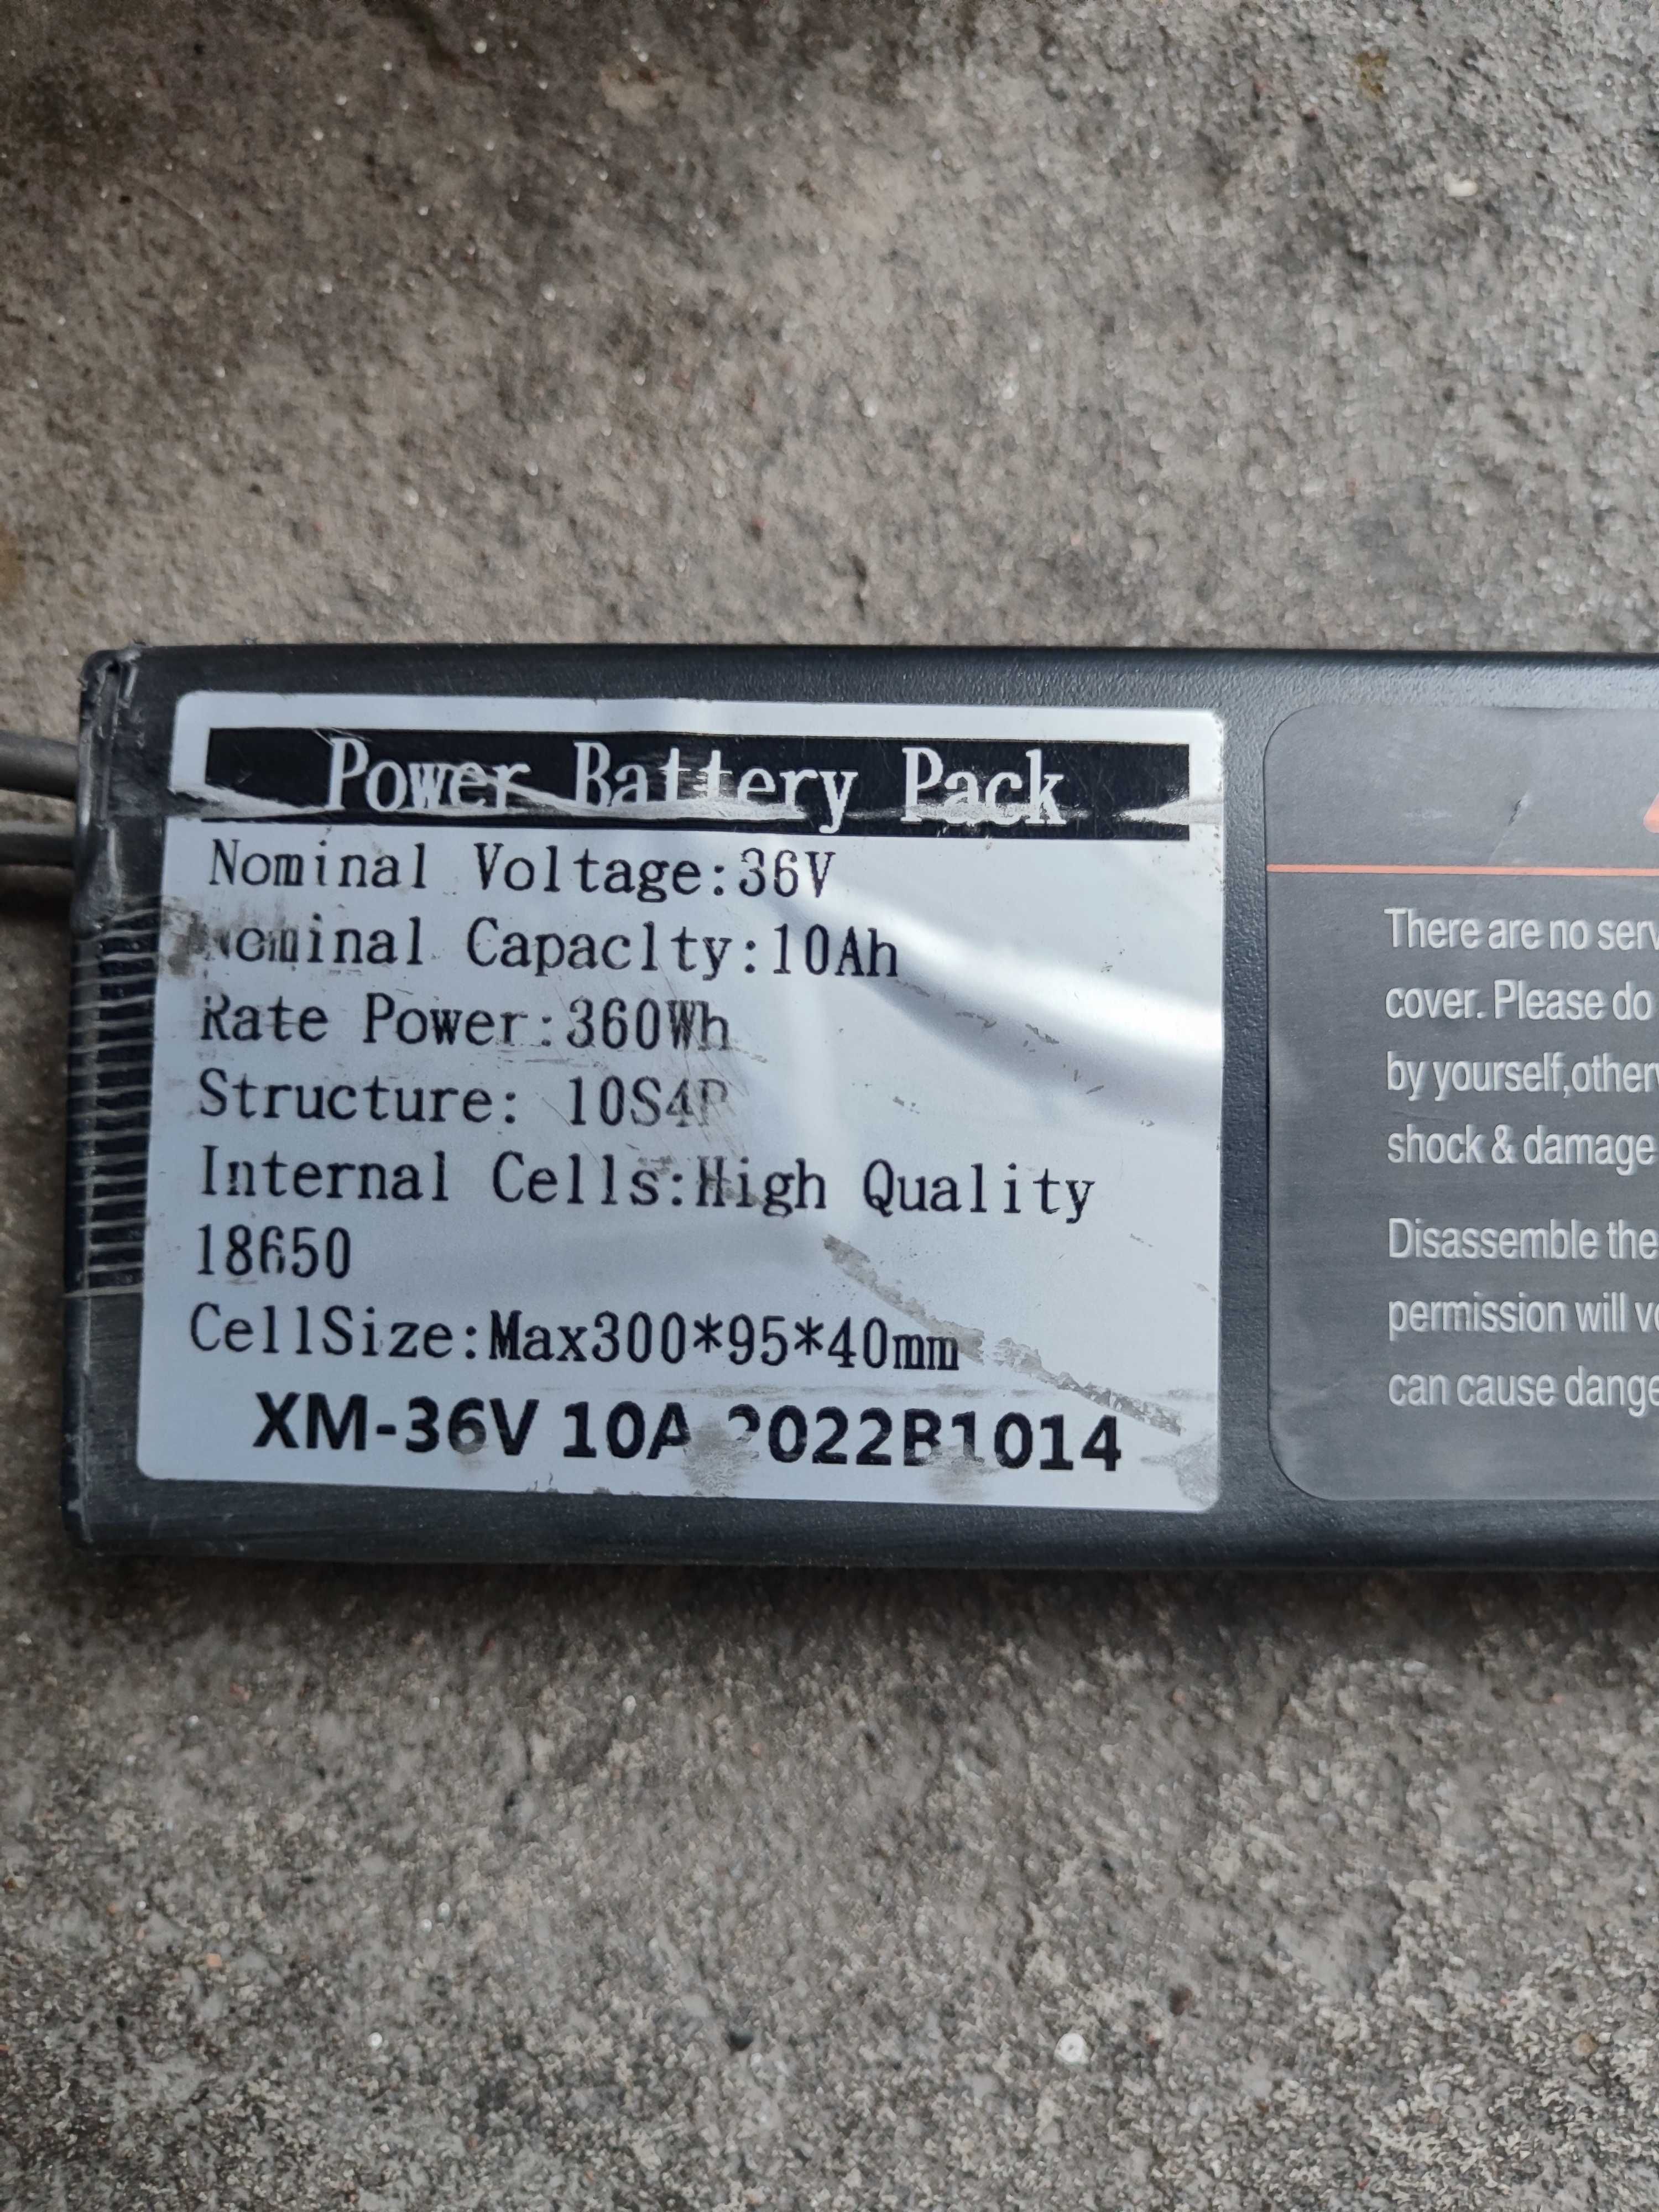 Power Battery Pack
Nominal Voltage:36V
Nominal Capaclty:10Ah
Rate Power:360Wh
Structure: 10S4P
Internal Cells:High Quality
18650
CellSize:Max300*95*40mm
XM-36V 10A 2022B1014
There are no serv
cover. Please do
by yourself,otherw
shock & damage
Disassemble the
permission will vo
can cause dange